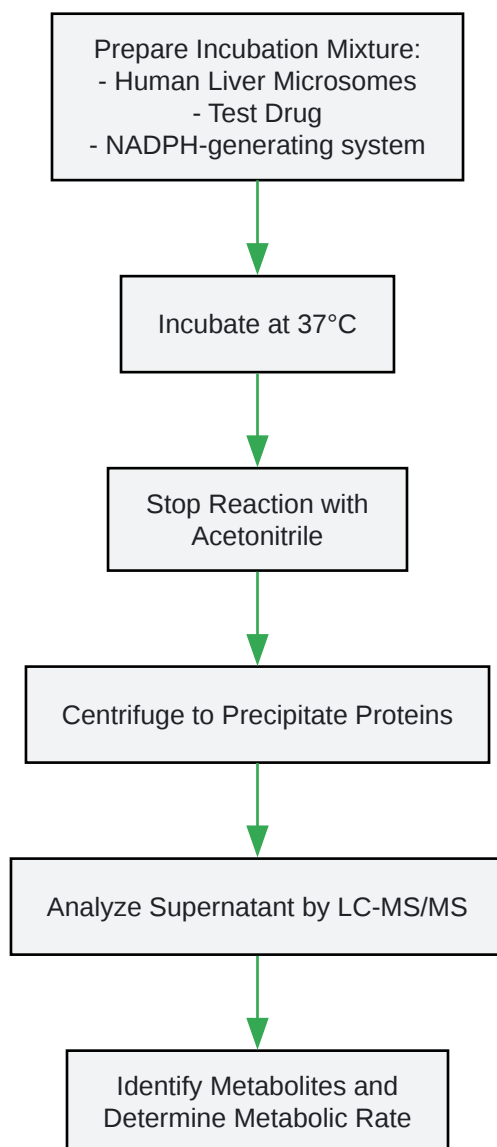 Prepare Incubation Mixture:
- Human Liver Microsomes
- Test Drug
- NADPH-generating system
Incubate at 37°C
Stop Reaction with
Acetonitrile
Centrifuge to Precipitate Proteins
Analyze Supernatant by LC-MS/MS
Identify Metabolites and
Determine Metabolic Rate